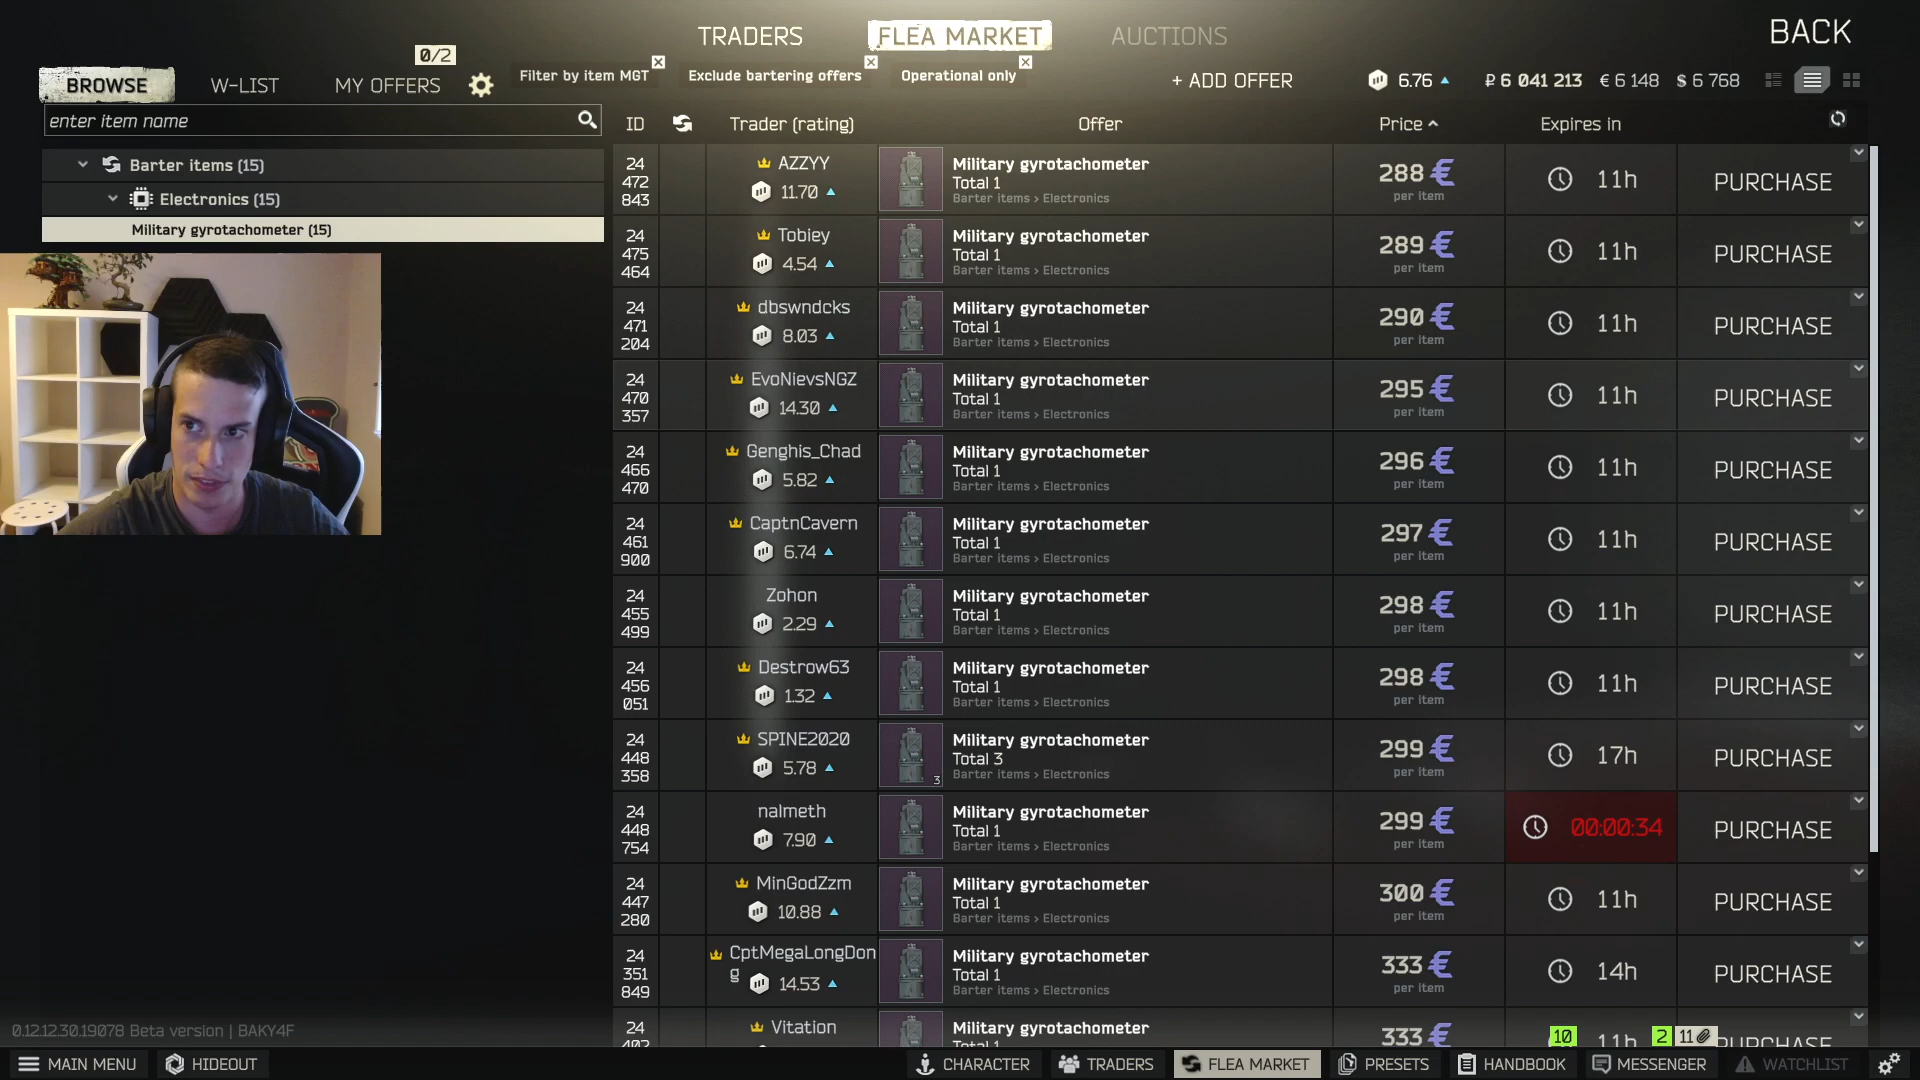 TRADERS
FLEA MARKET
AUCTIONS
BACK
0/2
BROWSE
W-LIST
MY OFFERS
Filter by item MGT
Exclude bartering offers
Operational only
+ ADD OFFER
6.76
₽ 6 041 213
€ 6 148
$ 6 768
enter item name
ID
Trader (rating)
Offer
Price
Expires in
Barter items (15)
Electronics (15)
Military gyrotachometer (15)
24
472
843
AZZYY
11.70
Military gyrotachometer
Total 1
Barter items > Electronics
288 €
per item
11h
PURCHASE
24
475
464
Tobiey
4.54
Military gyrotachometer
Total 1
Barter items > Electronics
289 €
per item
11h
PURCHASE
24
471
204
dbswndcks
8.03
Military gyrotachometer
Total 1
Barter items > Electronics
290 €
per item
11h
PURCHASE
24
470
357
EvoNievsNGZ
14.30
Military gyrotachometer
Total 1
Barter items > Electronics
295 €
per item
11h
PURCHASE
24
466
470
Genghis_Chad
5.82
Military gyrotachometer
Total 1
Barter items > Electronics
296 €
per item
11h
PURCHASE
24
461
900
CaptnCavern
6.74
Military gyrotachometer
Total 1
Barter items > Electronics
297 €
per item
11h
PURCHASE
24
455
499
Zohon
2.29
Military gyrotachometer
Total 1
Barter items > Electronics
298 €
per item
11h
PURCHASE
24
456
051
Destrow63
1.32
Military gyrotachometer
Total 1
Barter items > Electronics
298 €
per item
11h
PURCHASE
24
448
358
SPINE2020
5.78
3
Military gyrotachometer
Total 3
Barter items > Electronics
299 €
per item
17h
PURCHASE
24
448
754
nalmeth
7.90
Military gyrotachometer
Total 1
Barter items > Electronics
299 €
per item
00:00:34
PURCHASE
24
447
280
MinGodZzm
10.88
Military gyrotachometer
Total 1
Barter items > Electronics
300 €
per item
11h
PURCHASE
24
351
849
CptMegaLongDon
g
14.53
Military gyrotachometer
Total 1
Barter items > Electronics
333 €
per item
14h
PURCHASE
24
Vitation
Military gyrotachometer
333 €
11h
PURCHASE
10
2
11
0.12.12.30.19078 Beta version | BAKY4F
MAIN MENU
HIDEOUT
CHARACTER
TRADERS
FLEA MARKET
PRESETS
HANDBOOK
MESSENGER
WATCHLIST